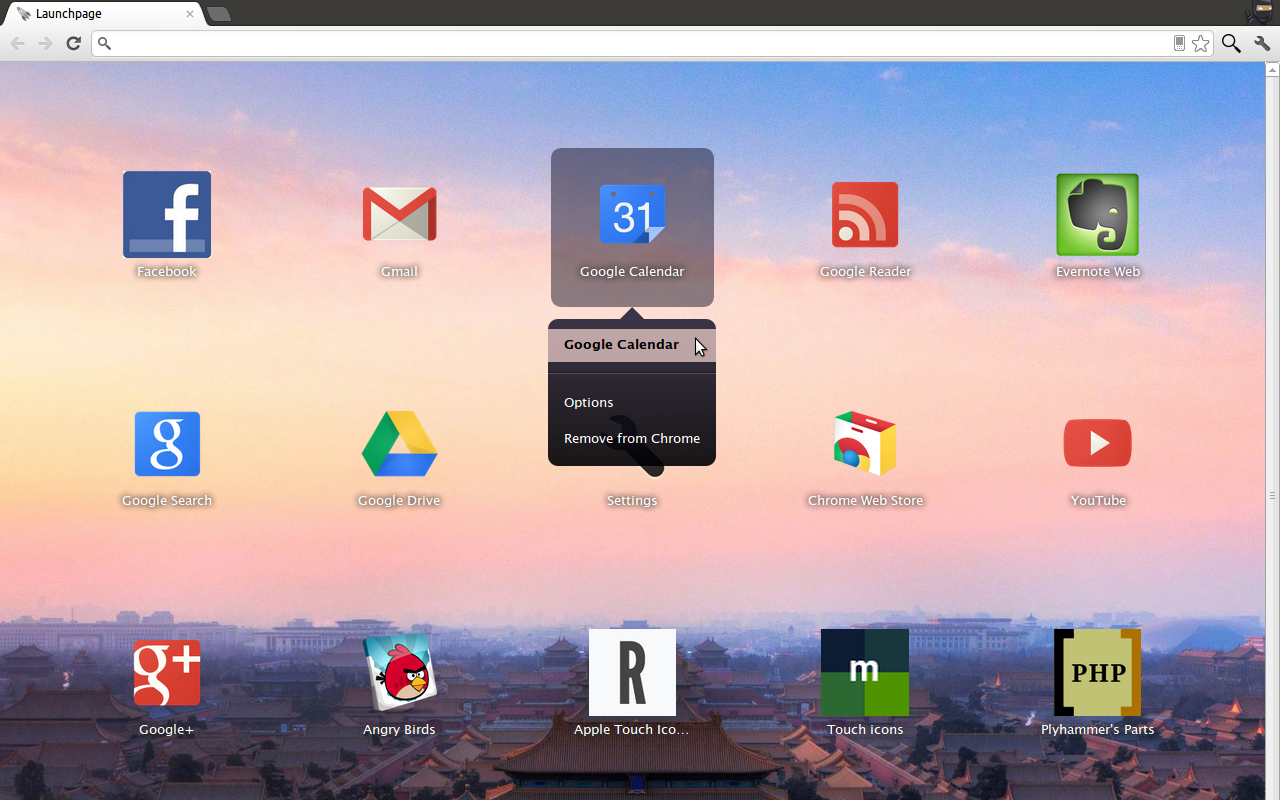 Launchpage
f
31
Facebook
Gmail
Google Calendar
Google Reader
Evernote Web
Google Calendar
Options
Remove from Chrome
g
Google Search
Google Drive
Settings
Chrome Web Store
YouTube
g+
R
m
PHP
Google+
Angry Birds
Apple Touch Ico...
Touch icons
Plyhammer's Parts